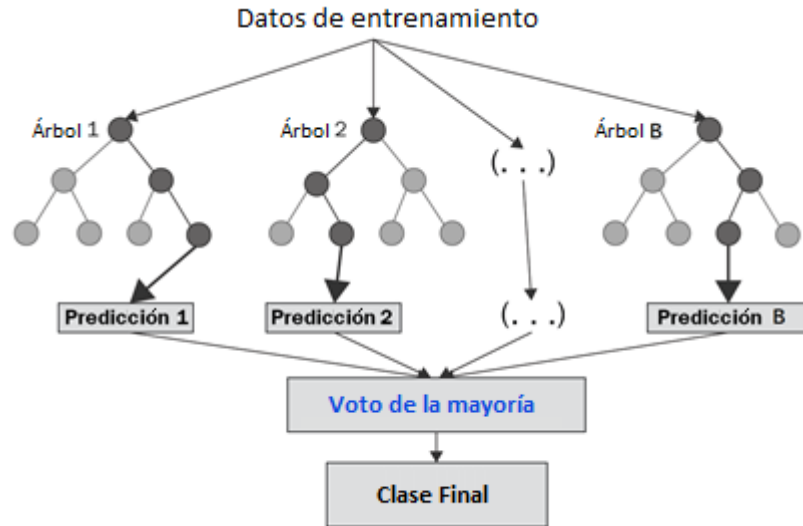 Datos de entrenamiento
Árbol 1
Árbol 2
Árbol B
(. . .)
Predicción 1
Predicción 2
(. . .)
Predicción B
Voto de la mayoría
Clase Final